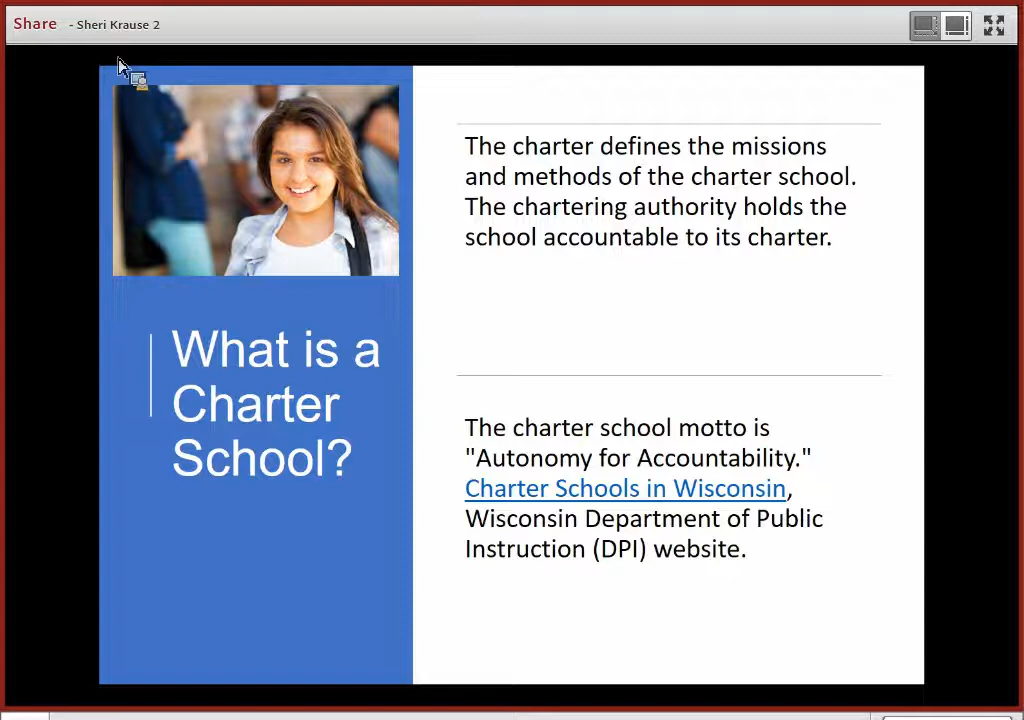 Share - Sheri Krause 2
What is a
Charter
School?
The charter defines the missions
and methods of the charter school.
The chartering authority holds the
school accountable to its charter.
The charter school motto is
"Autonomy for Accountability."
Charter Schools in Wisconsin,
Wisconsin Department of Public
Instruction (DPI) website.